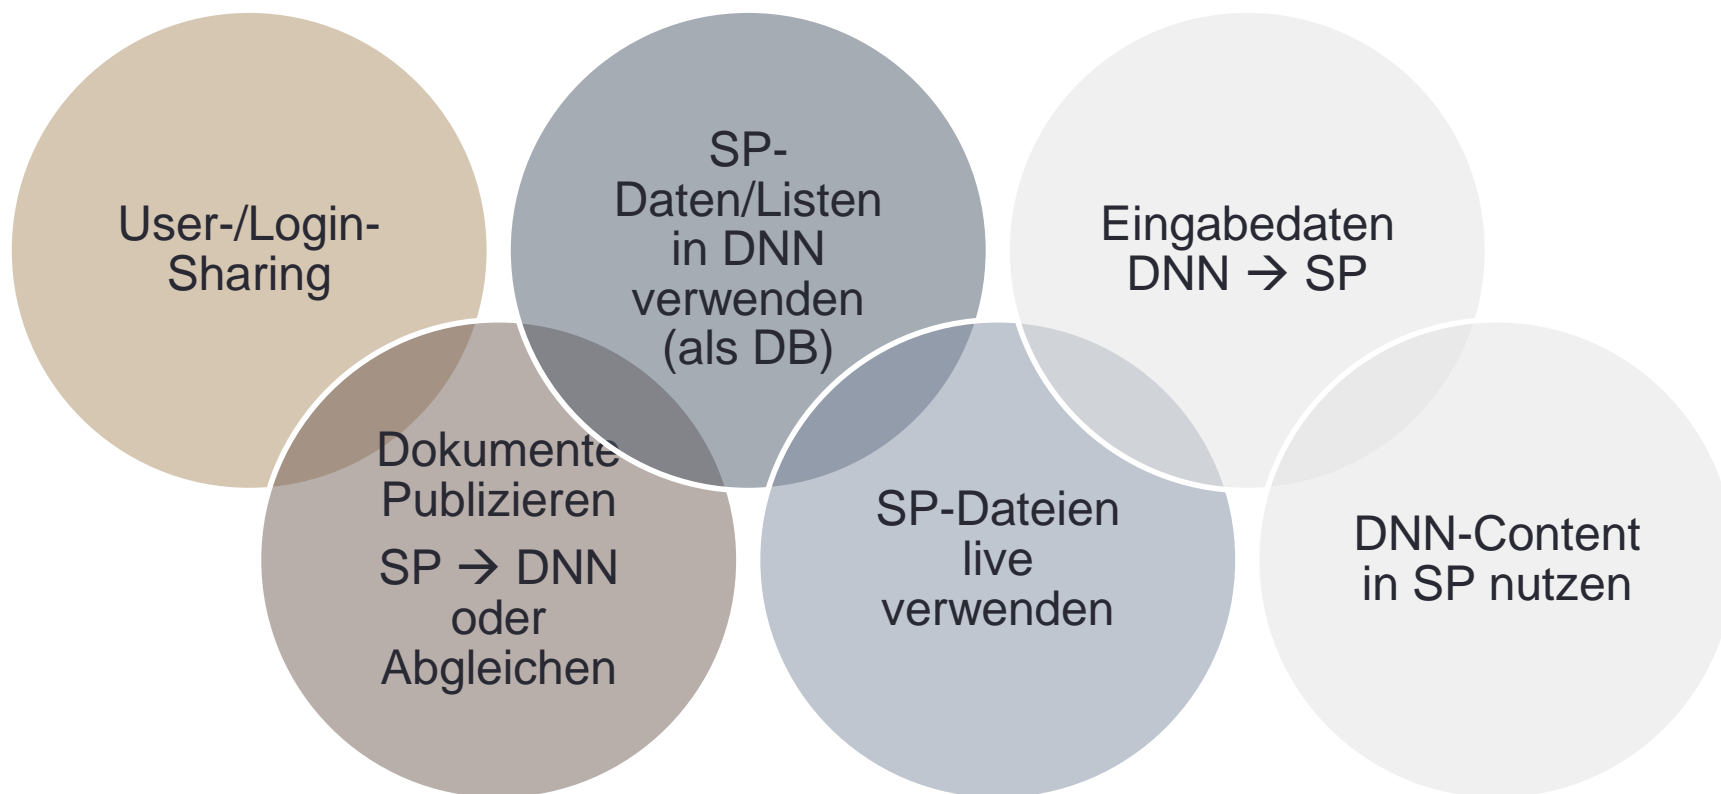 User-/Login-
Sharing
Dokumente
Publizieren
SP → DNN
oder
Abgleichen
SP-
Daten/Listen
in DNN
verwenden
(als DB)
SP-Dateien
live
verwenden
Eingabedaten
DNN → SP
DNN-Content
in SP nutzen